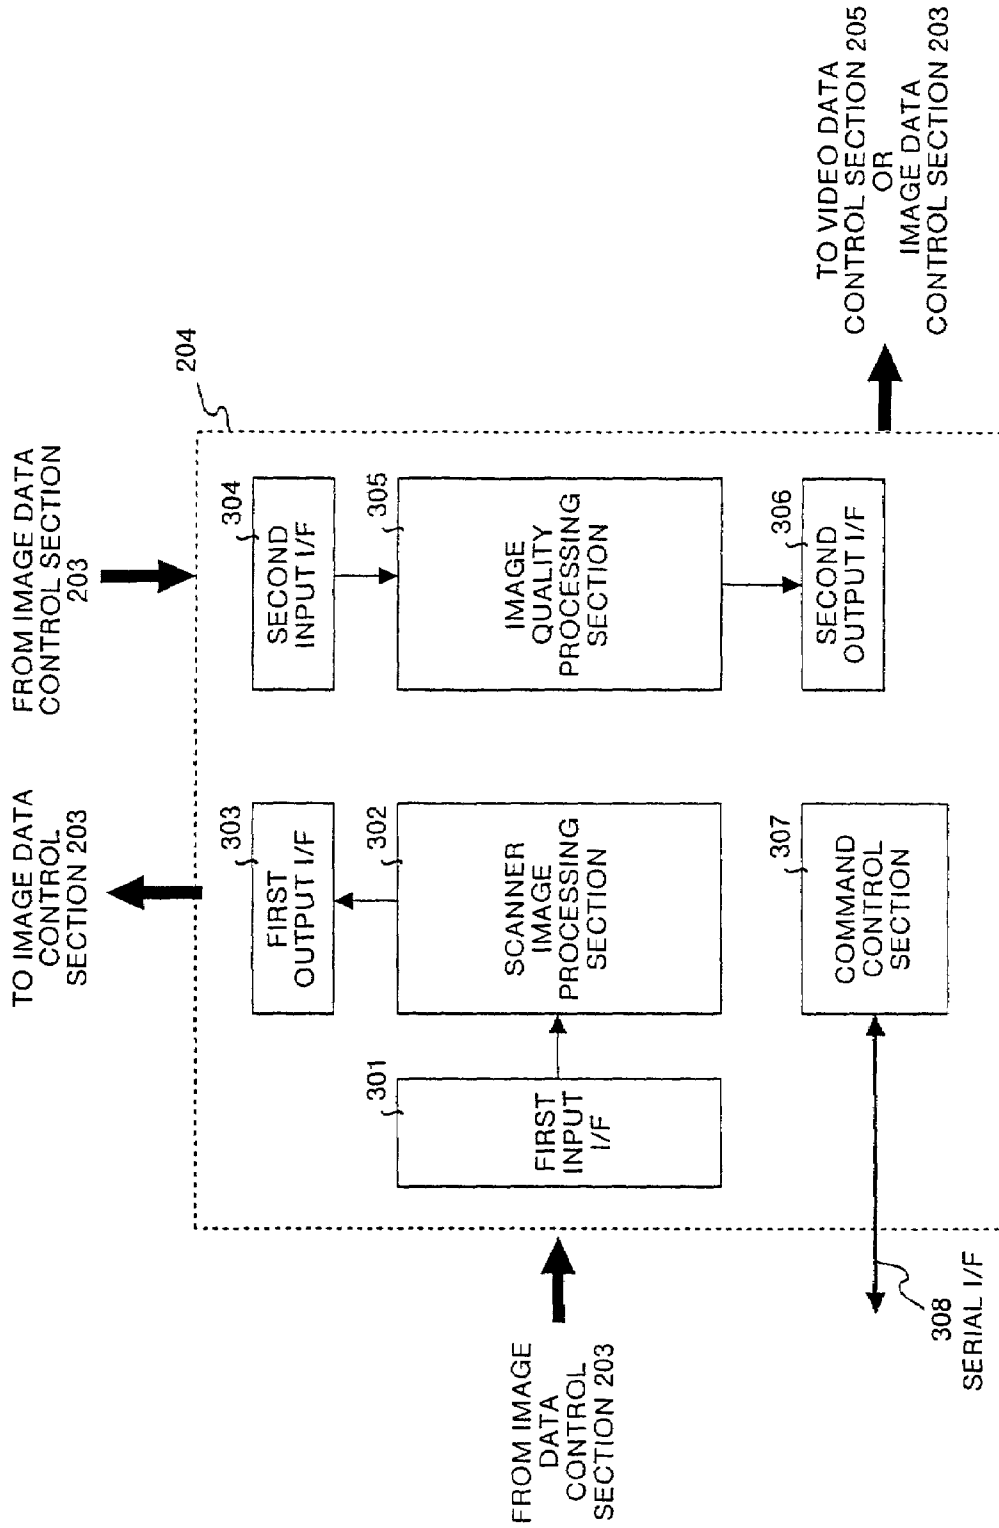 FROM IMAGE
DATA
CONTROL
SECTION 203
TO IMAGE DATA
CONTROL
SECTION 203
FROM IMAGE DATA
CONTROL SECTION
203
204
303
FIRST
OUTPUT I/F
304
SECOND
INPUT I/F
301
FIRST
INPUT
I/F
302
SCANNER
IMAGE
PROCESSING
SECTION
305
IMAGE
QUALITY
PROCESSING
SECTION
307
COMMAND
CONTROL
SECTION
306
SECOND
OUTPUT I/F
308
SERIAL I/F
TO VIDEO DATA
CONTROL SECTION 205
OR
IMAGE DATA
CONTROL SECTION 203